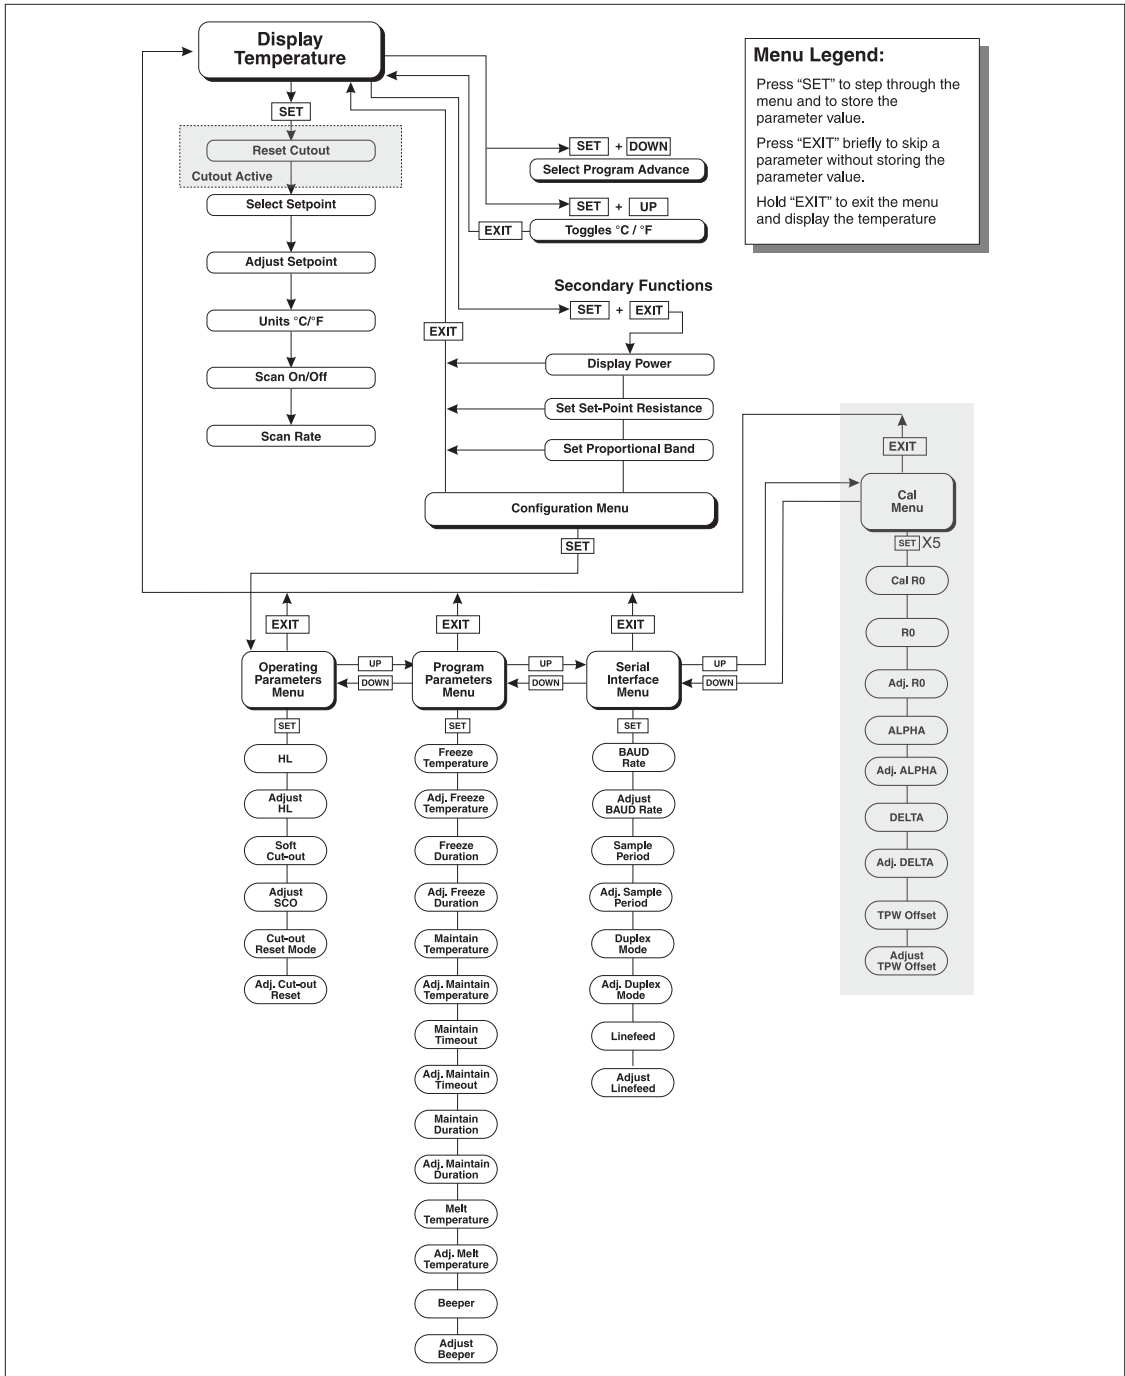 Display
Temperature
SET
Reset Cutout
Cutout Active
Select Setpoint
Adjust Setpoint
Units °C/°F
Scan On/Off
Scan Rate
SET + DOWN
Select Program Advance
SET + UP
EXIT
Toggles °C / °F
Menu Legend:
Press “SET” to step through the
menu and to store the
parameter value.
Press “EXIT” briefly to skip a
parameter without storing the
parameter value.
Hold “EXIT” to exit the menu
and display the temperature
Secondary Functions
SET + EXIT
EXIT
Display Power
Set Set-Point Resistance
Set Proportional Band
Configuration Menu
SET
EXIT
Operating
Parameters
Menu
UP
DOWN
SET
HL
Adjust
HL
Soft
Cut-out
Adjust
SCO
Cut-out
Reset Mode
Adj. Cut-out
Reset
EXIT
Program
Parameters
Menu
UP
DOWN
SET
Freeze
Temperature
Adj. Freeze
Temperature
Freeze
Duration
Adj. Freeze
Duration
Maintain
Temperature
Adj. Maintain
Temperature
Maintain
Timeout
Adj. Maintain
Timeout
Maintain
Duration
Adj. Maintain
Duration
Melt
Temperature
Adj. Melt
Temperature
Beeper
Adjust
Beeper
EXIT
Serial
Interface
Menu
UP
DOWN
SET
BAUD
Rate
Adjust
BAUD Rate
Sample
Period
Adj. Sample
Period
Duplex
Mode
Adj. Duplex
Mode
Linefeed
Adjust
Linefeed
EXIT
Cal
Menu
SET X5
Cal R0
R0
Adj. R0
ALPHA
Adj. ALPHA
DELTA
Adj. DELTA
TPW Offset
Adjust
TPW Offset